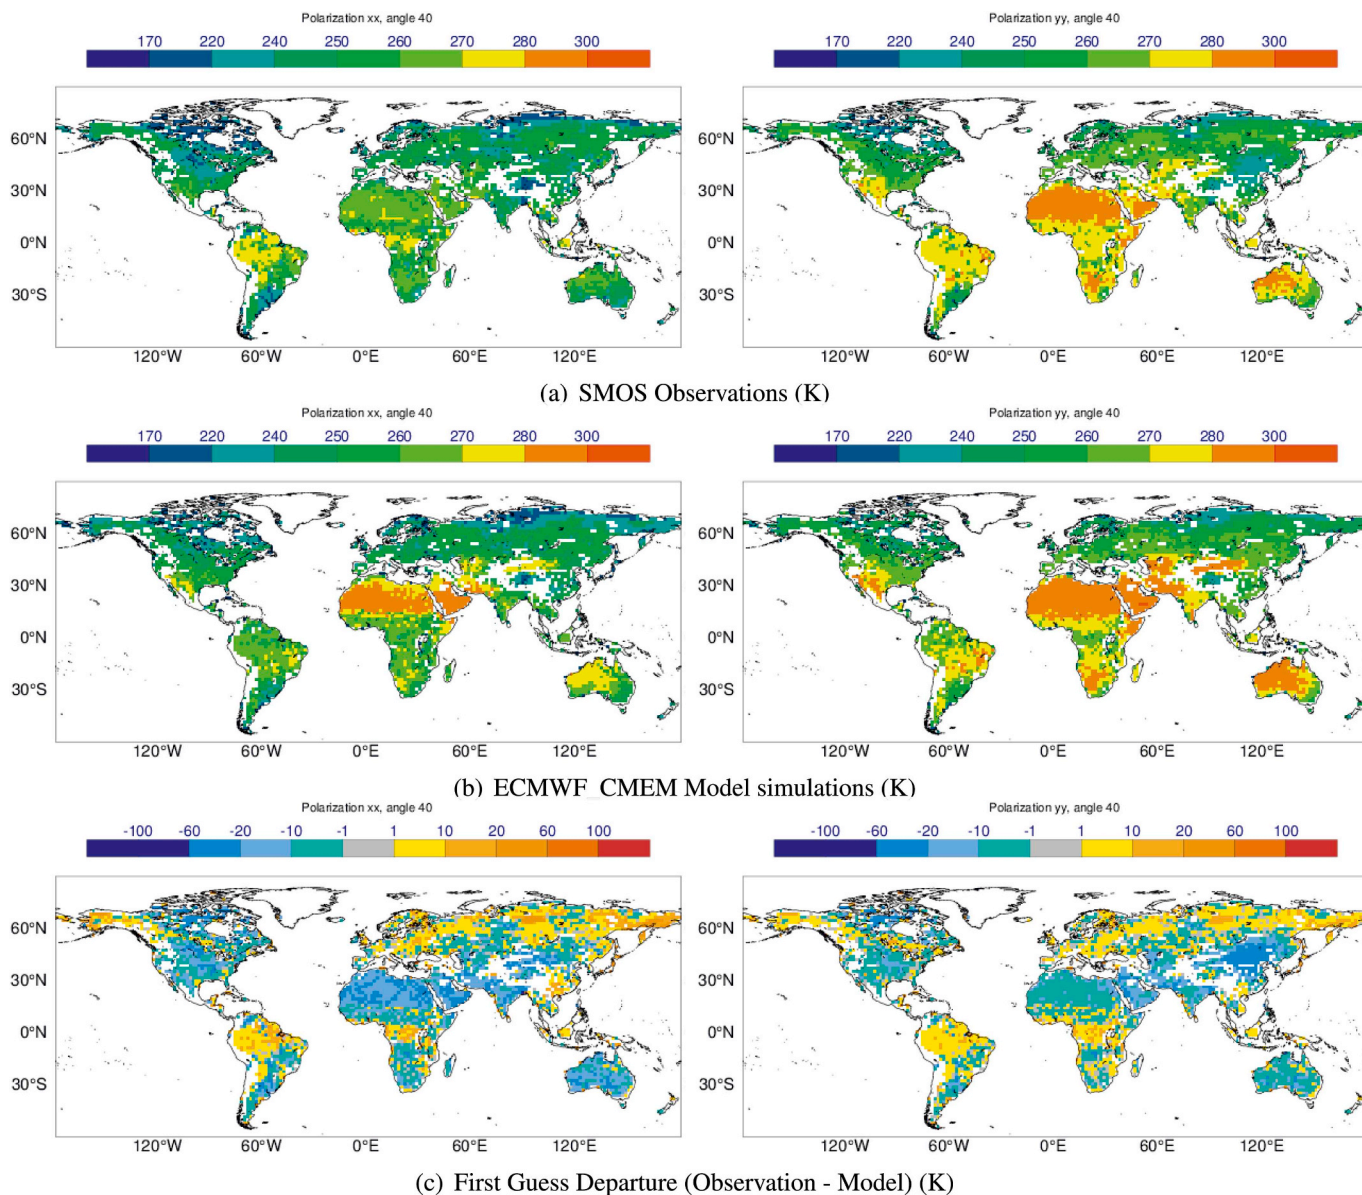 Polarization xx, angle 40 Polarization yy, angle 40
170 220 240 250 260 270 280 300 170 220 240 250 260 270 280 300
60°N 60°N
30°N 30°N
0°N 0°N
30°S 30°S
120°W 60°W 0°E 60°E 120°E 120°W 60°W 0°E 60°E 120°E
(a) SMOS Observations (K)
Polarization xx, angle 40 Polarization yy, angle 40
170 220 240 250 260 270 280 300 170 220 240 250 260 270 280 300
60°N 60°N
30°N 30°N
0°N 0°N
30°S 30°S
120°W 60°W 0°E 60°E 120°E 120°W 60°W 0°E 60°E 120°E
(b) ECMWF_CMEM Model simulations (K)
Polarization xx, angle 40 Polarization yy, angle 40
-100 -60 -20 -10 -1 1 10 20 60 100 -100 -60 -20 -10 -1 1 10 20 60 100
60°N 60°N
30°N 30°N
0°N 0°N
30°S 30°S
120°W 60°W 0°E 60°E 120°E 120°W 60°W 0°E 60°E 120°E
(c) First Guess Departure (Observation - Model) (K)